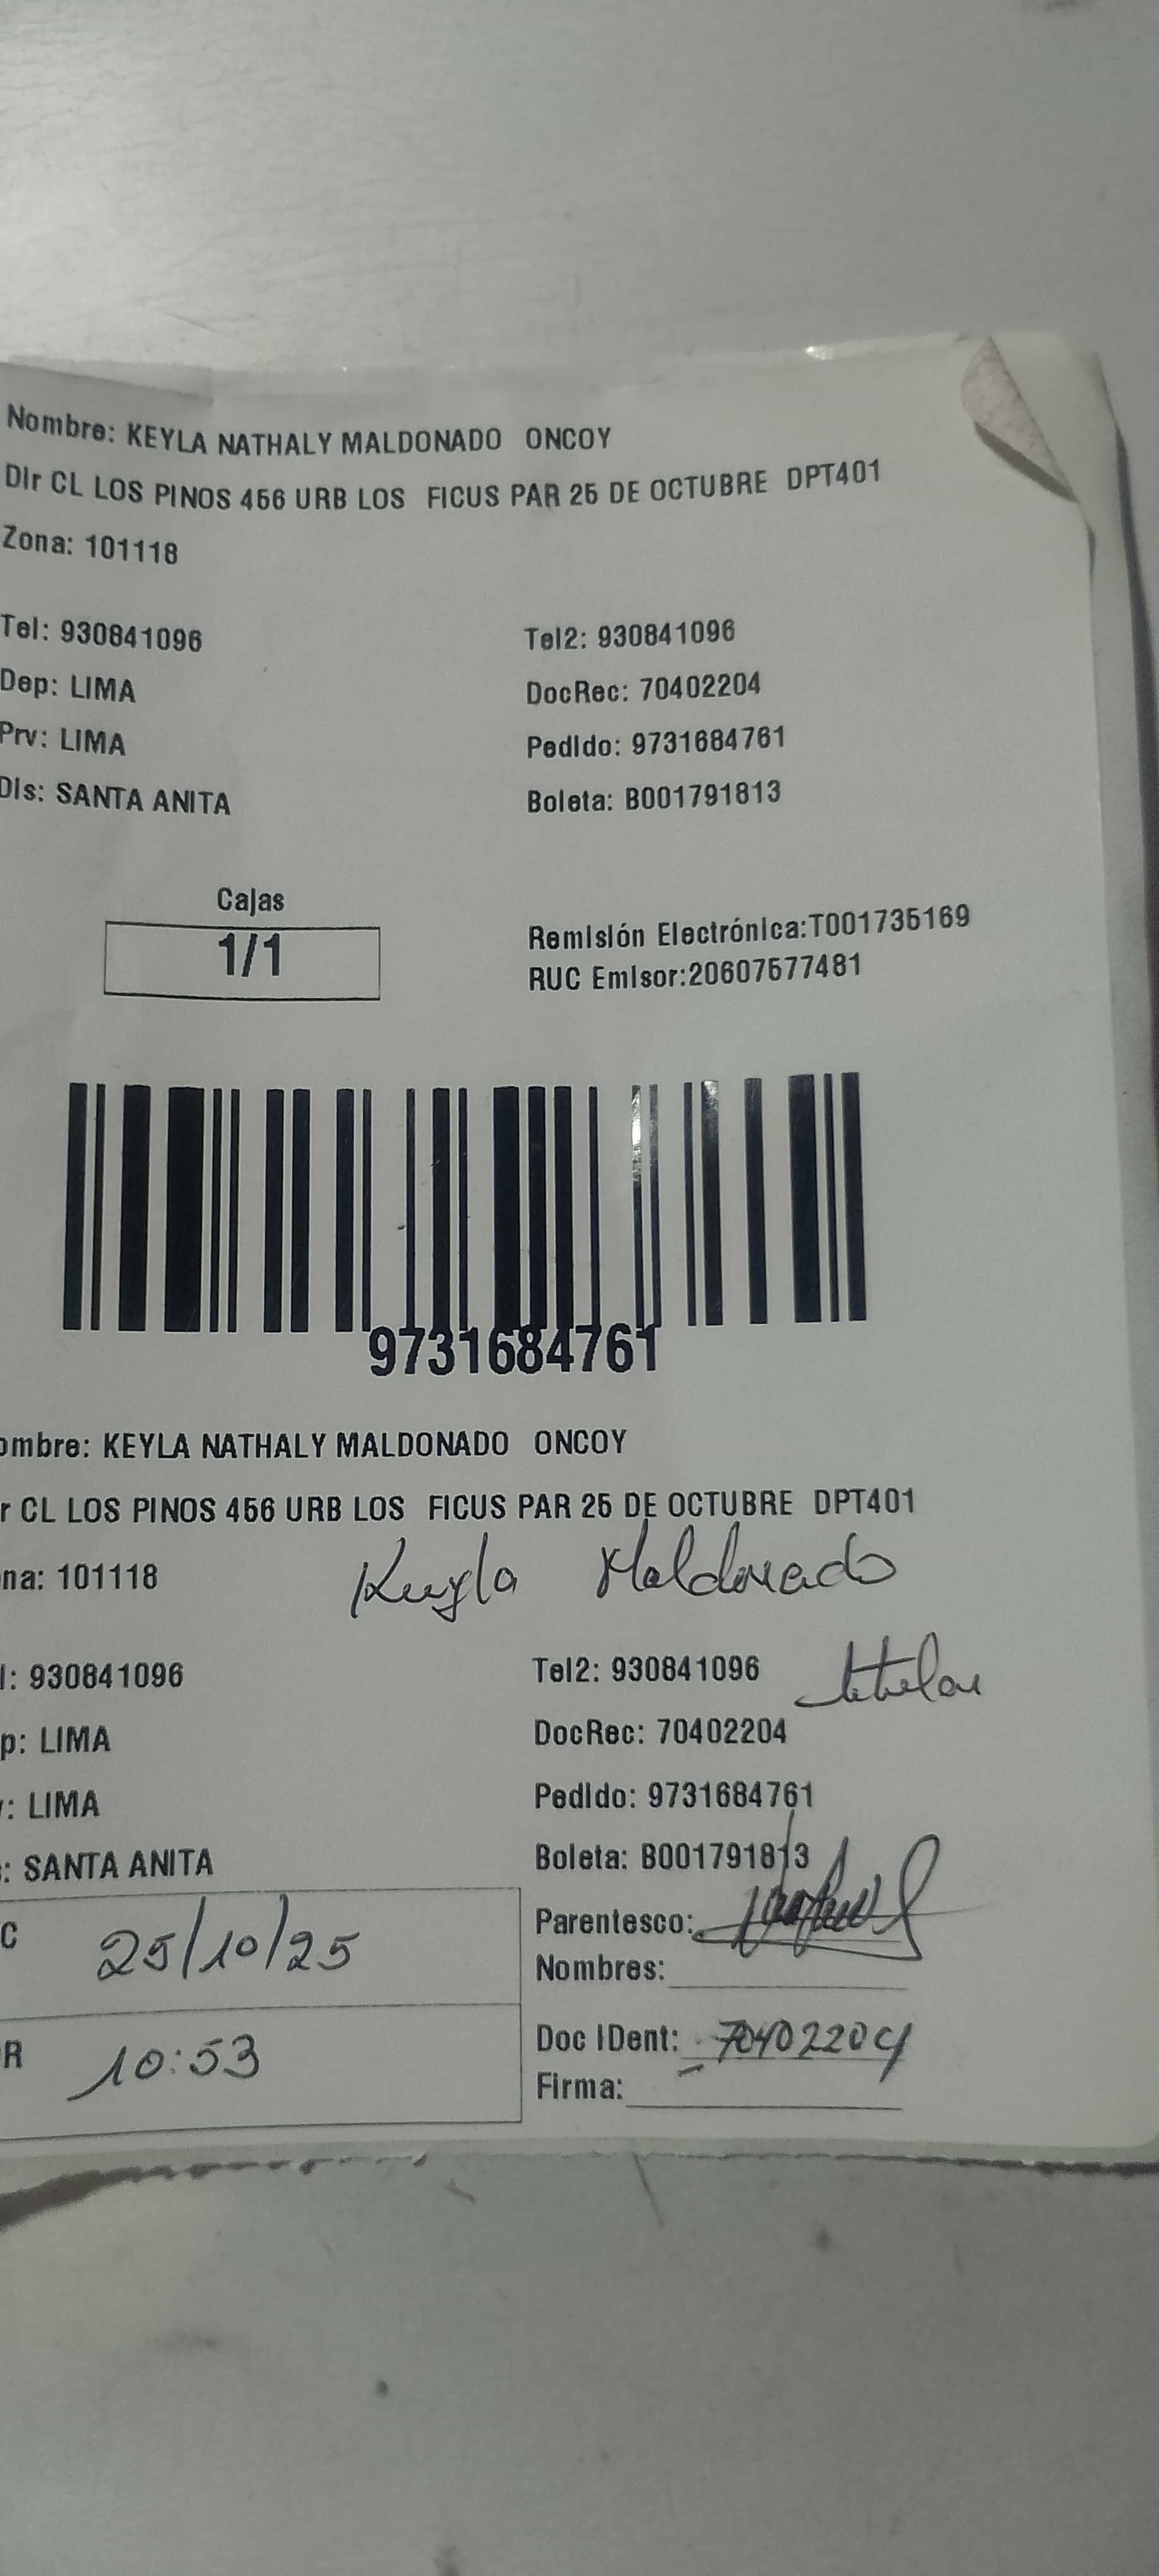 Nombre: KEYLA NATHALY MALDONADO ONCOY
Dir CL LOS PINOS 456 URB LOS FICUS PAR 25 DE OCTUBRE DPT401
Zona: 101118
Tel: 930841096 Tel2: 930841096
Dep: LIMA DocRec: 70402204
Prv: LIMA Pedido: 9731684761
Dis: SANTA ANITA Boleta: B001791813
Cajas
1/1
Remisión Electrónica:T001735169
RUC Emisor:20607577481
9731684761
ombre: KEYLA NATHALY MALDONADO ONCOY
r CL LOS PINOS 456 URB LOS FICUS PAR 25 DE OCTUBRE DPT401
na: 101118 Keyla Maldonado
l: 930841096 Tel2: 930841096 titular
p: LIMA DocRec: 70402204
: LIMA Pedido: 9731684761
: SANTA ANITA Boleta: B001791813
C 25/10/25 Parentesco:
Nombres:
R 10:53 Doc IDent: 70402204
Firma: